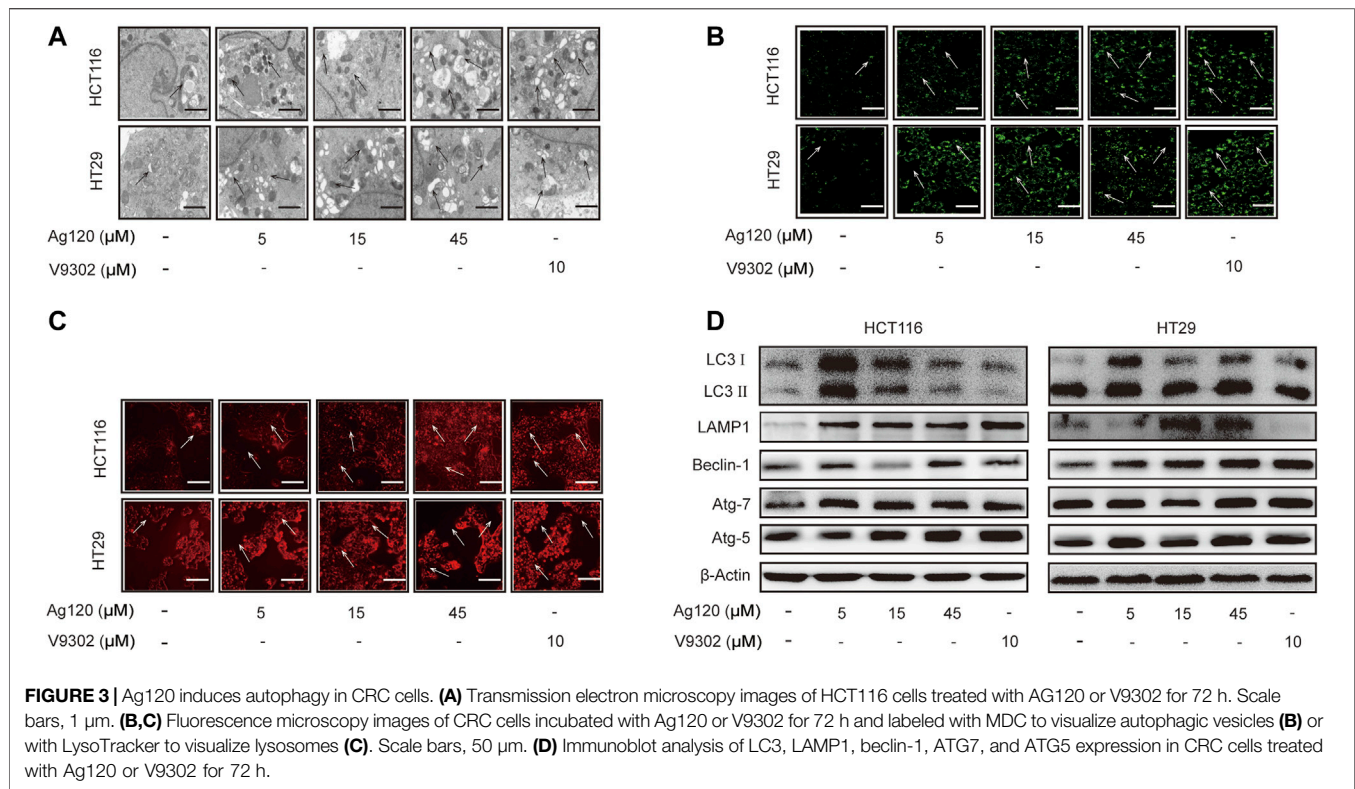 A
HCT116
HT29
Ag120 (µM) - 5 15 45 -
V9302 (µM) - - - - 10
B
HCT116
HT29
Ag120 (µM) - 5 15 45 -
V9302 (µM) - - - - 10
C
HCT116
HT29
Ag120 (µM) - 5 15 45 -
V9302 (µM) - - - - 10
D
HCT116 HT29
LC3 I
LC3 II
LAMP1
Beclin-1
Atg-7
Atg-5
β-Actin
Ag120 (µM) - 5 15 45 - - 5 15 45 -
V9302 (µM) - - - - 10 - - - - 10
FIGURE 3 | Ag120 induces autophagy in CRC cells. (A) Transmission electron microscopy images of HCT116 cells treated with AG120 or V9302 for 72 h. Scale
bars, 1 µm. (B,C) Fluorescence microscopy images of CRC cells incubated with Ag120 or V9302 for 72 h and labeled with MDC to visualize autophagic vesicles (B) or
with LysoTracker to visualize lysosomes (C). Scale bars, 50 µm. (D) Immunoblot analysis of LC3, LAMP1, beclin-1, ATG7, and ATG5 expression in CRC cells treated
with Ag120 or V9302 for 72 h.